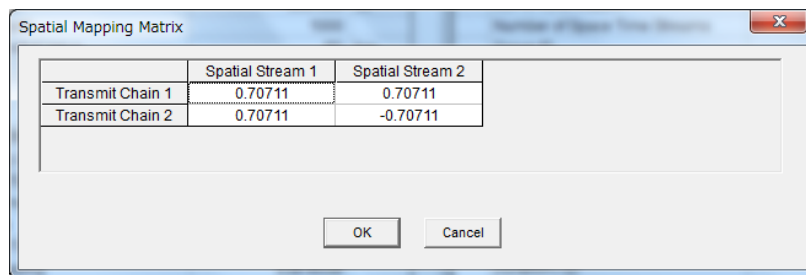 Spatial Mapping Matrix
Spatial Stream 1 Spatial Stream 2
Transmit Chain 1 0.70711 0.70711
Transmit Chain 2 0.70711 -0.70711
OK Cancel